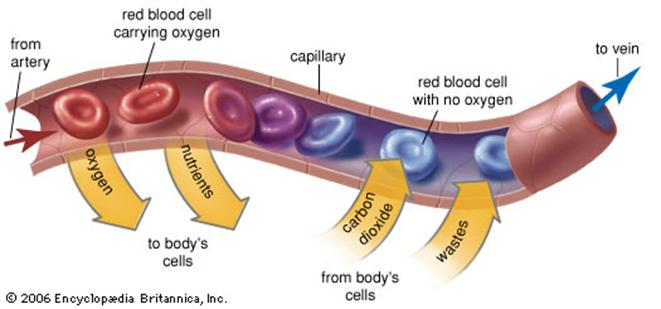 red blood cell
carrying oxygen
from
artery
capillary
red blood cell
with no oxygen
to vein
oxygen
nutrients
carbon
dioxide
wastes
to body's
cells
from body's
cells
© 2006 Encyclopædia Britannica, Inc.